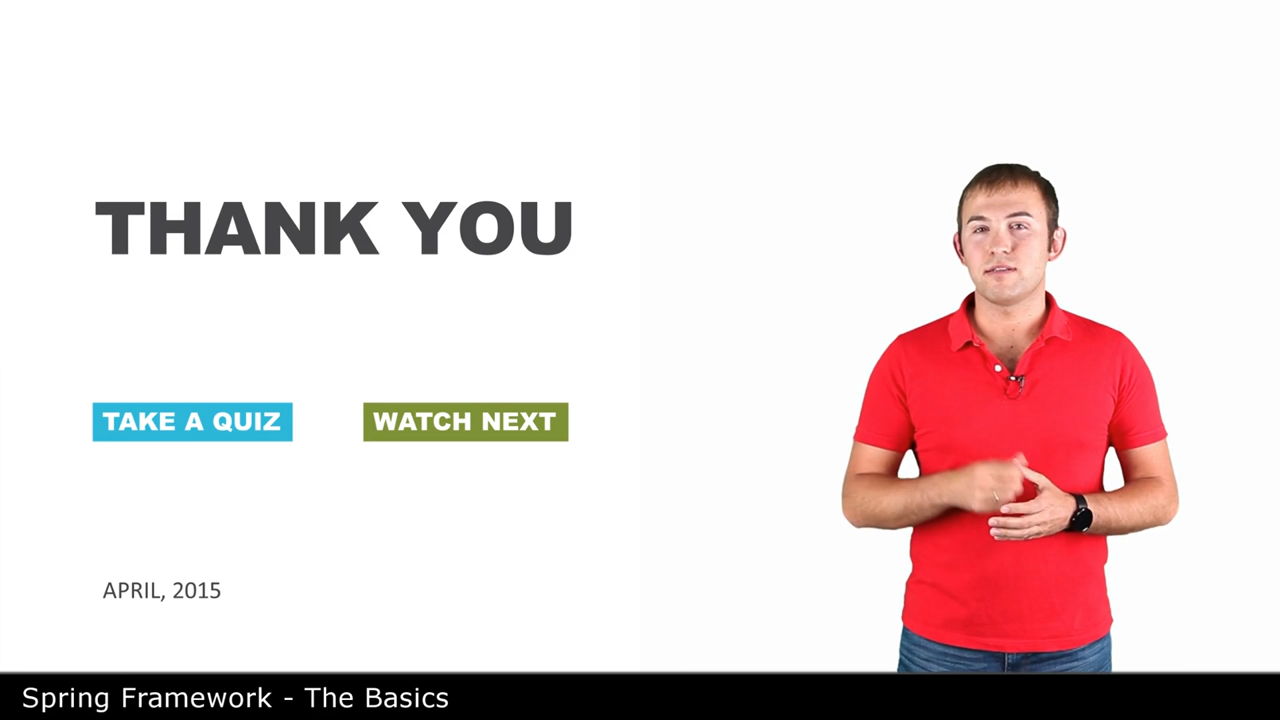 THANK YOU
TAKE A QUIZ
WATCH NEXT
APRIL, 2015
Spring Framework - The Basics